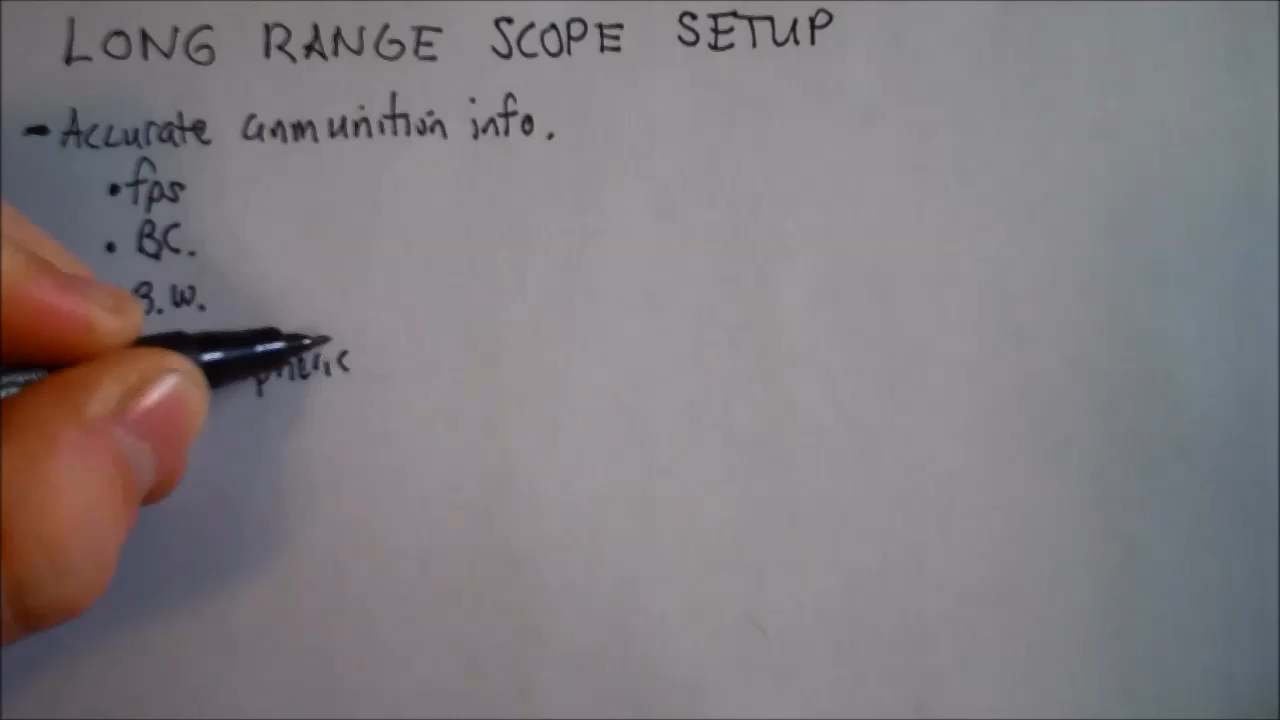 LONG RANGE SCOPE SETUP
- Accurate ammunition info.
• fps
• BC.
B.W.